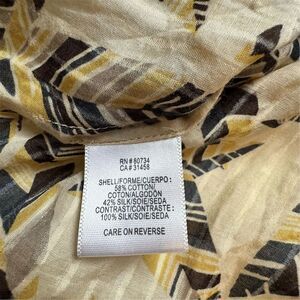 RN # 80734
CA # 31458
SHELL/FORME/CUERPO:
58% COTTON/
COTON/ALGODÓN
42% SILK/SOIE/SEDA
CONTRAST/CONTRASTE:
100% SILK/SOIE/SEDA
CARE ON REVERSE